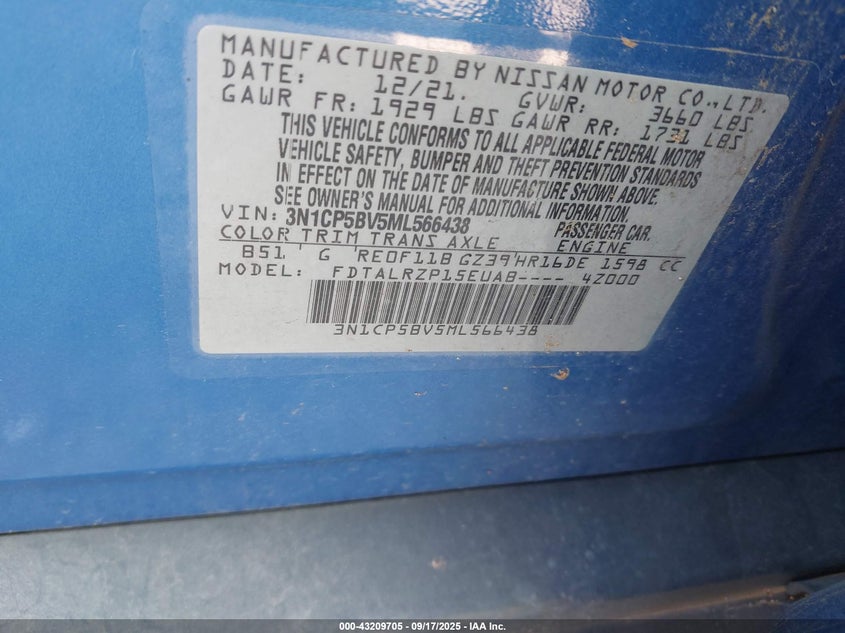 MANUFACTURED BY NISSAN MOTOR CO., LTD.
DATE: 12/21. GVWR: 3660 LBS
GAWR FR: 1929 LBS GAWR RR: 1731 LBS
THIS VEHICLE CONFORMS TO ALL APPLICABLE FEDERAL MOTOR
VEHICLE SAFETY, BUMPER AND THEFT PREVENTION STANDARDS
IN EFFECT ON THE DATE OF MANUFACTURE SHOWN ABOVE.
SEE OWNER'S MANUAL FOR ADDITIONAL INFORMATION.
VIN: 3N1CP5BV5ML566438 PASSENGER CAR.
COLOR TRIM TRANS AXLE ENGINE
B51 G RE0F11B GZ39 HR16DE 1598 CC
MODEL: FDTALRZP15EUAB---- 4Z000
3N1CP5BV5ML566438
000-43209705 - 09/17/2025 - IAA Inc.